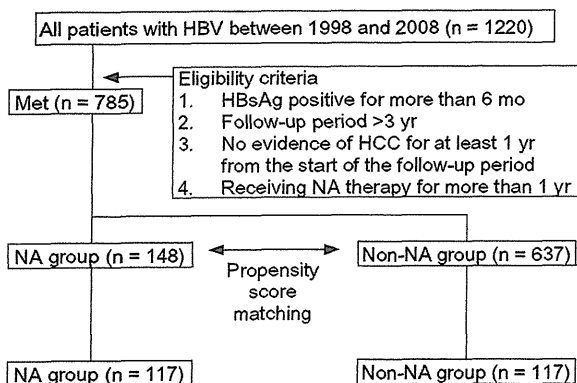 All patients with HBV between 1998 and 2008 (n = 1220)
Eligibility criteria
1. HBsAg positive for more than 6 mo
2. Follow-up period >3 yr
3. No evidence of HCC for at least 1 yr
from the start of the follow-up period
4. Receiving NA therapy for more than 1 yr
Met (n = 785)
NA group (n = 148)
Propensity
score
matching
Non-NA group (n = 637)
NA group (n = 117)
Non-NA group (n = 117)